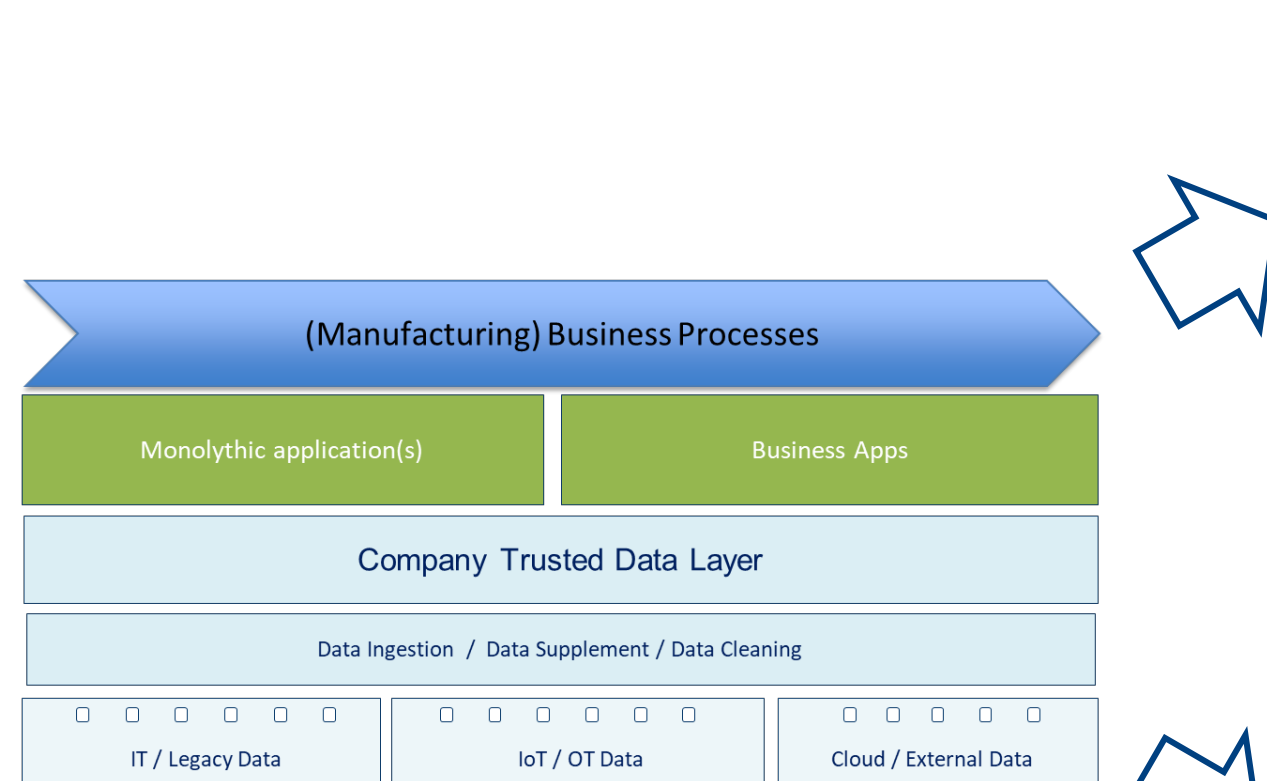 (Manufacturing) Business Processes
Monolythic application(s)
Business Apps
Company Trusted Data Layer
Data Ingestion / Data Supplement / Data Cleaning
IT / Legacy Data
IoT / OT Data
Cloud / External Data